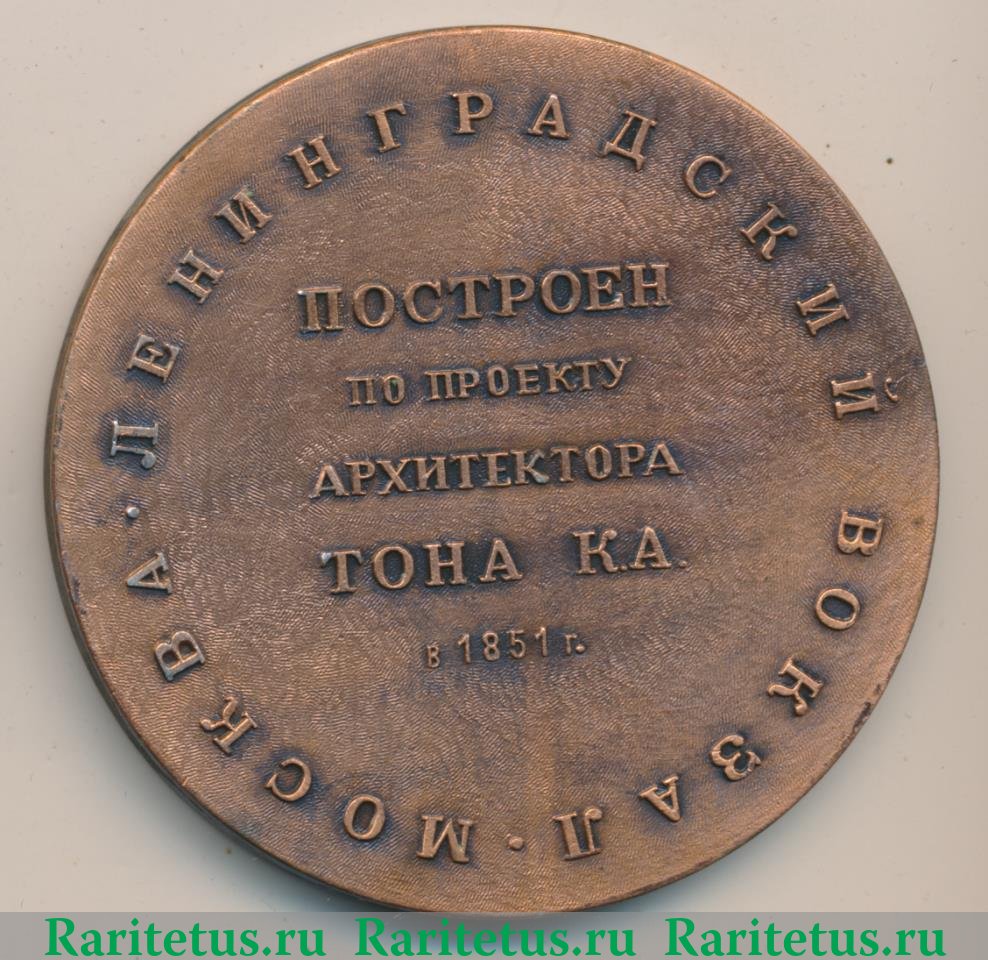 МОСКВА · ЛЕНИНГРАДСКИЙ ВОКЗАЛ ·
ПОСТРОЕН
ПО ПРОЕКТУ
АРХИТЕКТОРА
ТОНА К.А.
в 1851 г.
Raritetus.ru Raritetus.ru Raritetus.ru